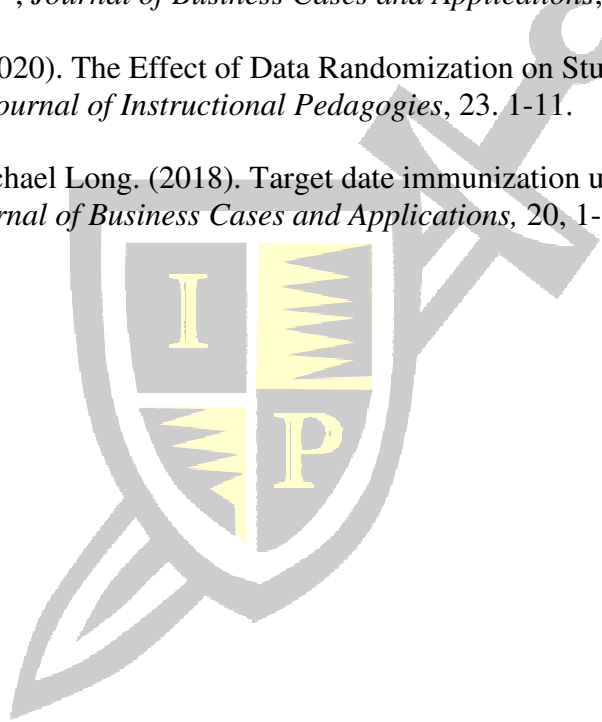 , Journal of Business Cases and Applications,
020). The Effect of Data Randomization on Stu
ournal of Instructional Pedagogies, 23. 1-11.
chael Long. (2018). Target date immunization u
rnal of Business Cases and Applications, 20, 1-
I
P